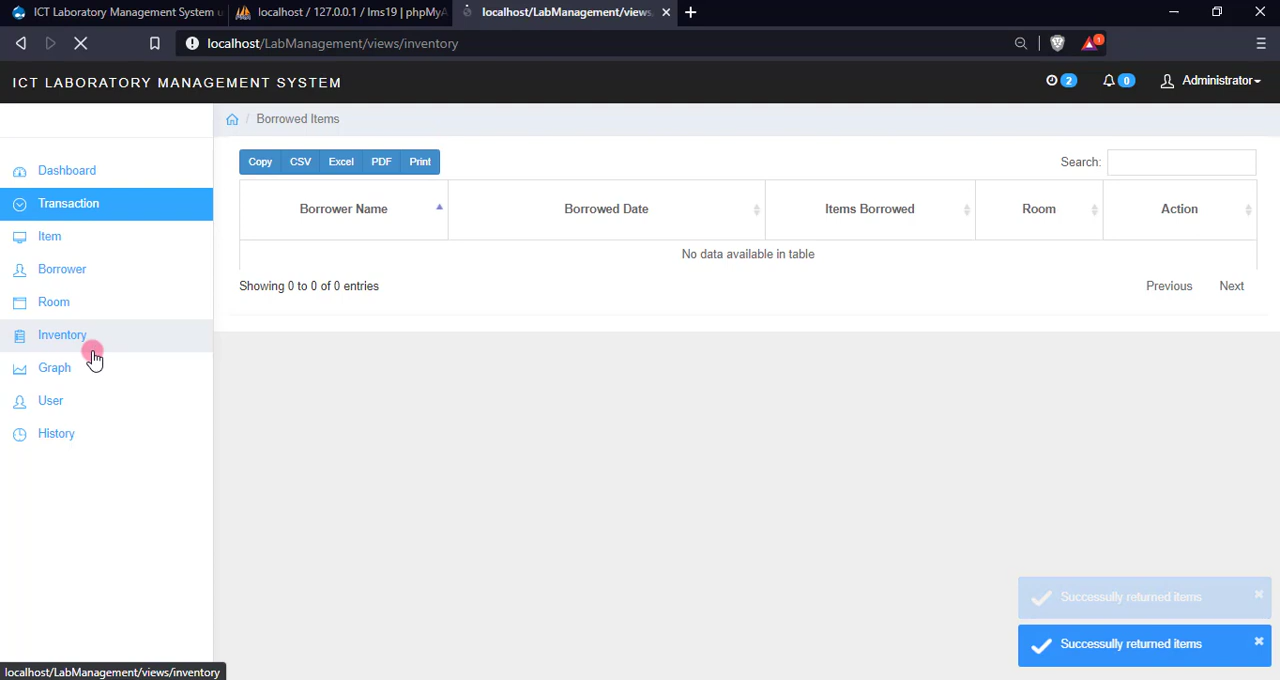 ICT Laboratory Management System u
localhost / 127.0.0.1 / lms19 | phpMyA
localhost/LabManagement/views
localhost/LabManagement/views/inventory
1
ICT LABORATORY MANAGEMENT SYSTEM
2
0
Administrator
Borrowed Items
/
Dashboard
Transaction
Item
Borrower
Room
Inventory
Graph
User
History
Copy CSV Excel PDF Print
Search:
Borrower Name Borrowed Date Items Borrowed Room Action
No data available in table
Showing 0 to 0 of 0 entries
Previous Next
Successully returned items
Successully returned items
localhost/LabManagement/views/inventory